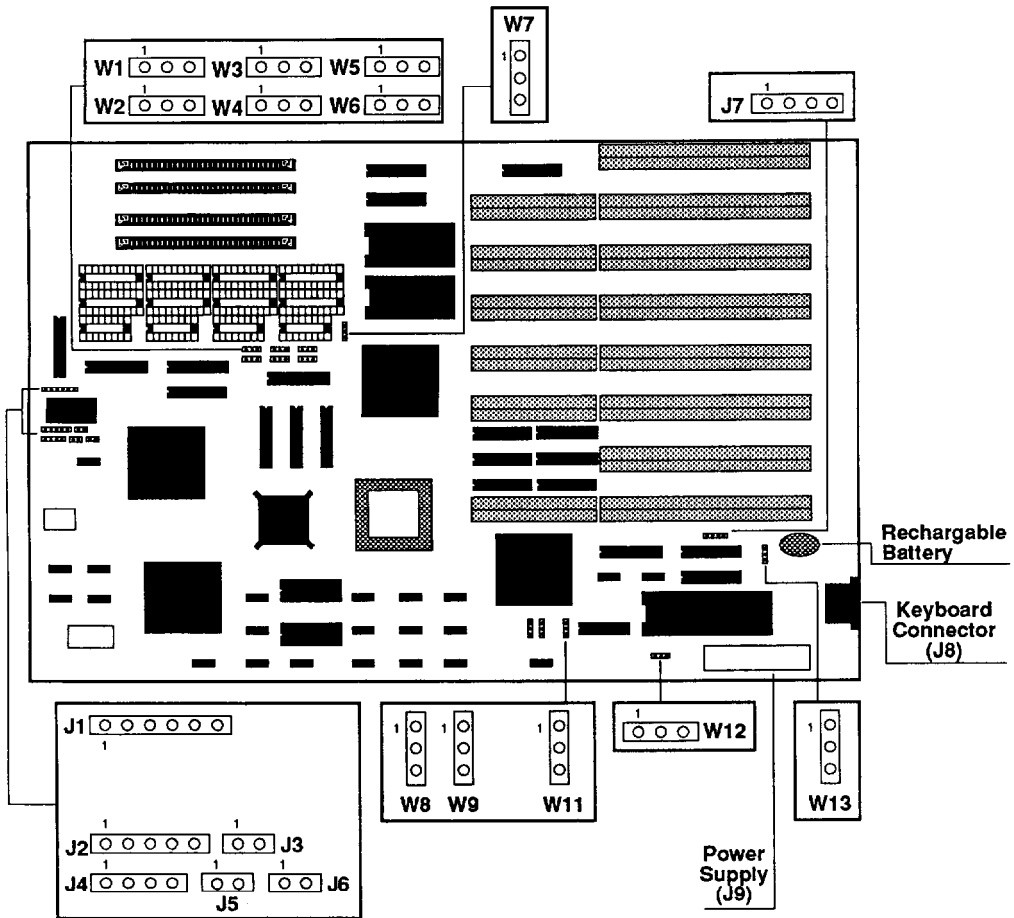 W7
1
1 1 1
W1 W3 W5
W2 W4 W6
1
J7
Rechargable
Battery
Keyboard
Connector
(J8)
J1
1
1 1
J2 J3
1 1 1
J4 J5 J6
1 1 1
W8 W9 W11
1
W12
1
W13
Power
Supply
(J9)